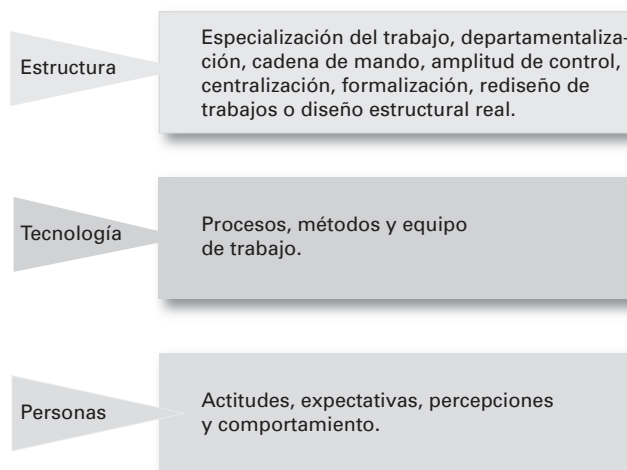 Estructura
Especialización del trabajo, departamentaliza-
ción, cadena de mando, amplitud de control,
centralización, formalización, rediseño de
trabajos o diseño estructural real.
Tecnología
Procesos, métodos y equipo
de trabajo.
Personas
Actitudes, expectativas, percepciones
y comportamiento.